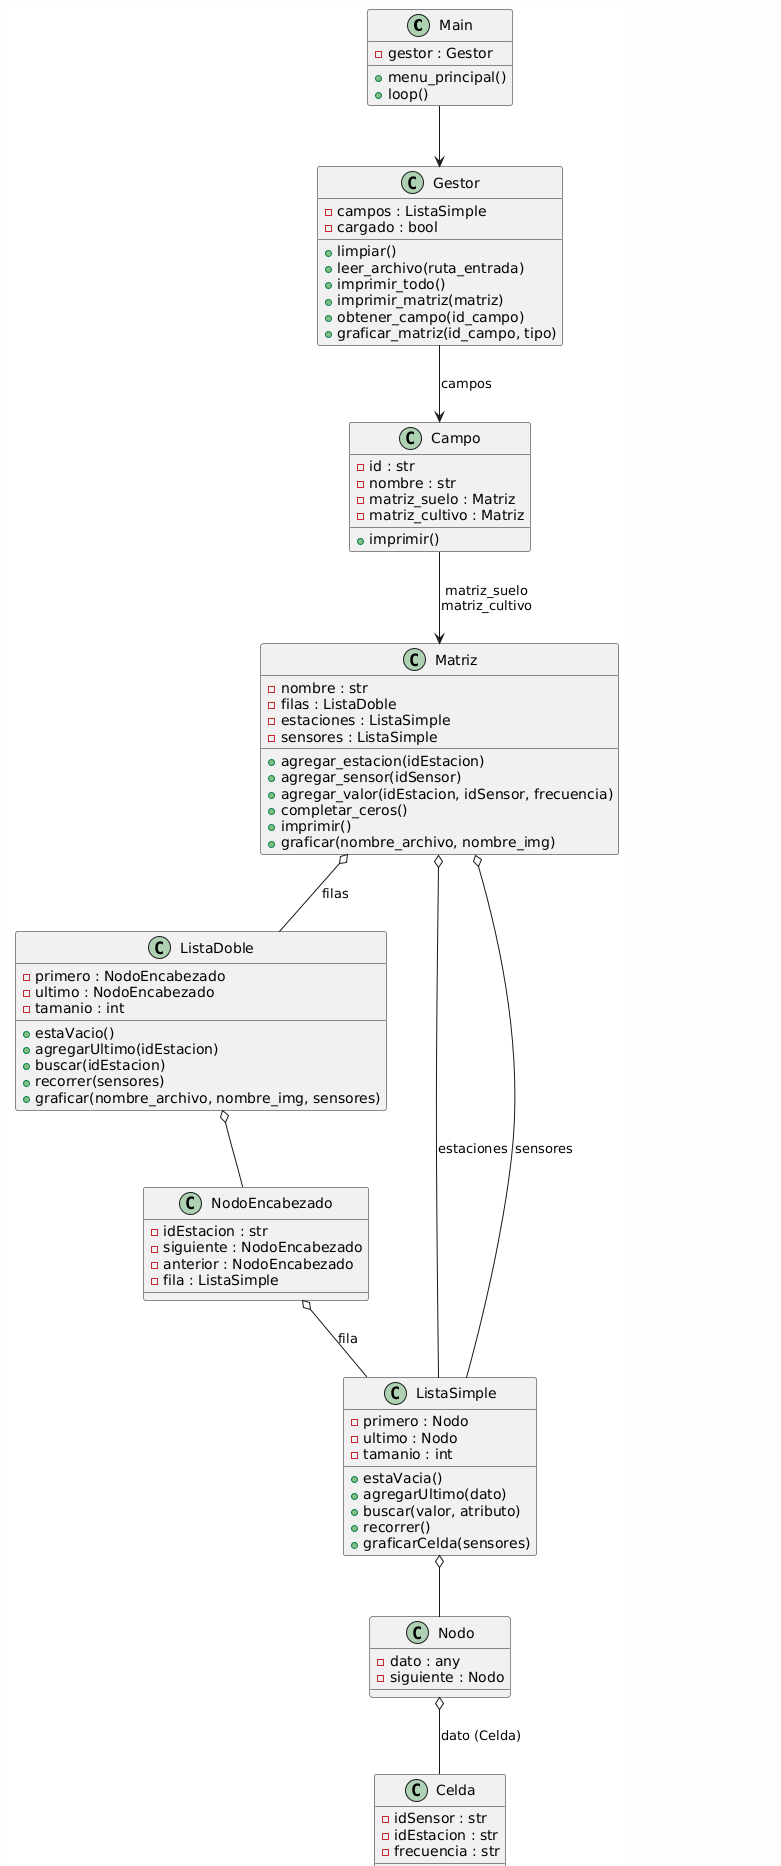 C Main
gestor : Gestor
menu_principal()
loop()
C Gestor
campos : ListaSimple
cargado : bool
limpiar()
leer_archivo(ruta_entrada)
imprimir_todo()
imprimir_matriz(matriz)
obtener_campo(id_campo)
graficar_matriz(id_campo, tipo)
campos
C Campo
id : str
nombre : str
matriz_suelo : Matriz
matriz_cultivo : Matriz
imprimir()
matriz_suelo
matriz_cultivo
C Matriz
nombre : str
filas : ListaDoble
estaciones : ListaSimple
sensores : ListaSimple
agregar_estacion(idEstacion)
agregar_sensor(idSensor)
agregar_valor(idEstacion, idSensor, frecuencia)
completar_ceros()
imprimir()
graficar(nombre_archivo, nombre_img)
filas
C ListaDoble
primero : NodoEncabezado
ultimo : NodoEncabezado
tamanio : int
estaVacio()
agregarUltimo(idEstacion)
buscar(idEstacion)
recorrer(sensores)
graficar(nombre_archivo, nombre_img, sensores)
estaciones sensores
C NodoEncabezado
idEstacion : str
siguiente : NodoEncabezado
anterior : NodoEncabezado
fila : ListaSimple
fila
C ListaSimple
primero : Nodo
ultimo : Nodo
tamanio : int
estaVacia()
agregarUltimo(dato)
buscar(valor, atributo)
recorrer()
graficarCelda(sensores)
C Nodo
dato : any
siguiente : Nodo
dato (Celda)
C Celda
idSensor : str
idEstacion : str
frecuencia : str